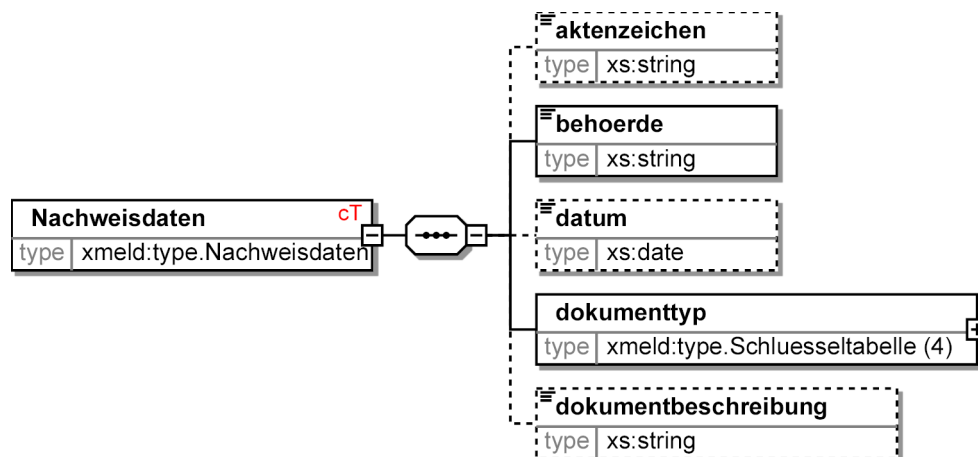 aktenzeichen
type xs:string
behoerde
type xs:string
Nachweisdaten cT
type xmeld:type.Nachweisdaten
datum
type xs:date
dokumenttyp
type xmeld:type.Schluesseltabelle (4)
dokumentbeschreibung
type xs:string